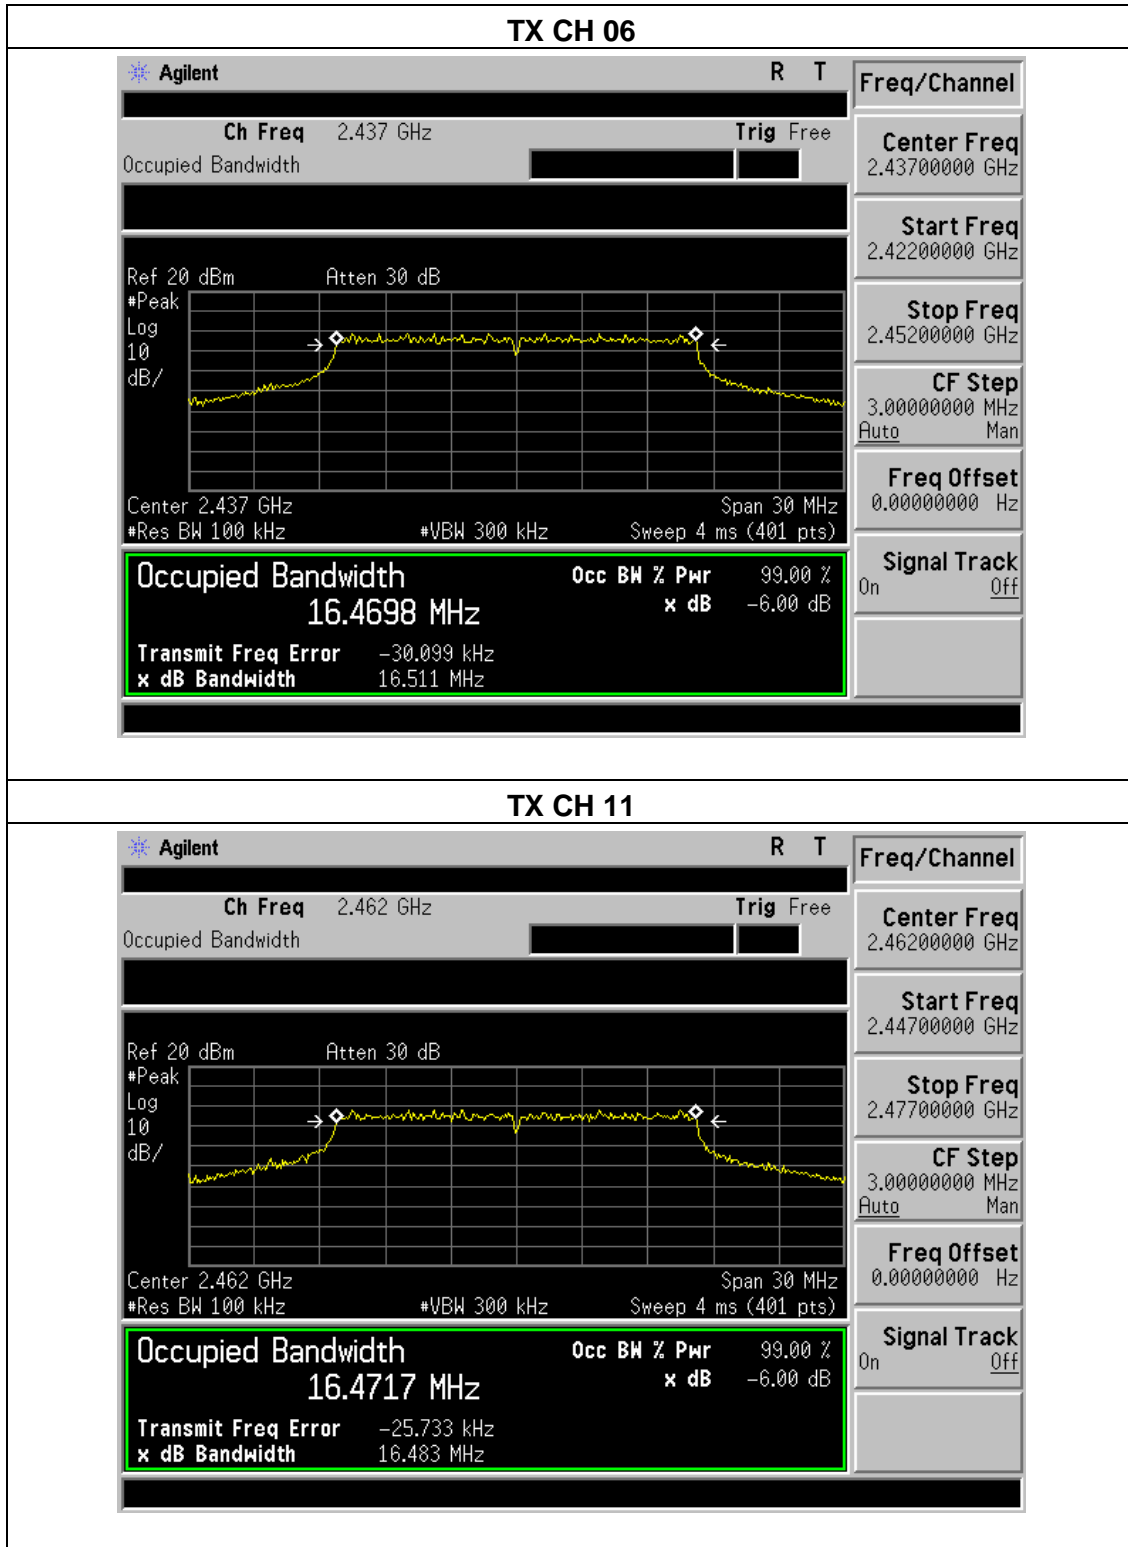 TX CH 06
Agilent R T
Freq/Channel
Ch Freq 2.437 GHz Trig Free
Occupied Bandwidth
Center Freq
2.43700000 GHz
Start Freq
2.42200000 GHz
Stop Freq
2.45200000 GHz
CF Step
3.00000000 MHz
Auto Man
Freq Offset
0.00000000 Hz
Signal Track
On Off
Ref 20 dBm Atten 30 dB
#Peak
Log
10
dB/
Center 2.437 GHz Span 30 MHz
#Res BW 100 kHz #VBW 300 kHz Sweep 4 ms (401 pts)
Occupied Bandwidth Occ BW % Pwr 99.00 %
16.4698 MHz x dB -6.00 dB
Transmit Freq Error -30.099 kHz
x dB Bandwidth 16.511 MHz
TX CH 11
Agilent R T
Freq/Channel
Ch Freq 2.462 GHz Trig Free
Occupied Bandwidth
Center Freq
2.46200000 GHz
Start Freq
2.44700000 GHz
Stop Freq
2.47700000 GHz
CF Step
3.00000000 MHz
Auto Man
Freq Offset
0.00000000 Hz
Signal Track
On Off
Ref 20 dBm Atten 30 dB
#Peak
Log
10
dB/
Center 2.462 GHz Span 30 MHz
#Res BW 100 kHz #VBW 300 kHz Sweep 4 ms (401 pts)
Occupied Bandwidth Occ BW % Pwr 99.00 %
16.4717 MHz x dB -6.00 dB
Transmit Freq Error -25.733 kHz
x dB Bandwidth 16.483 MHz